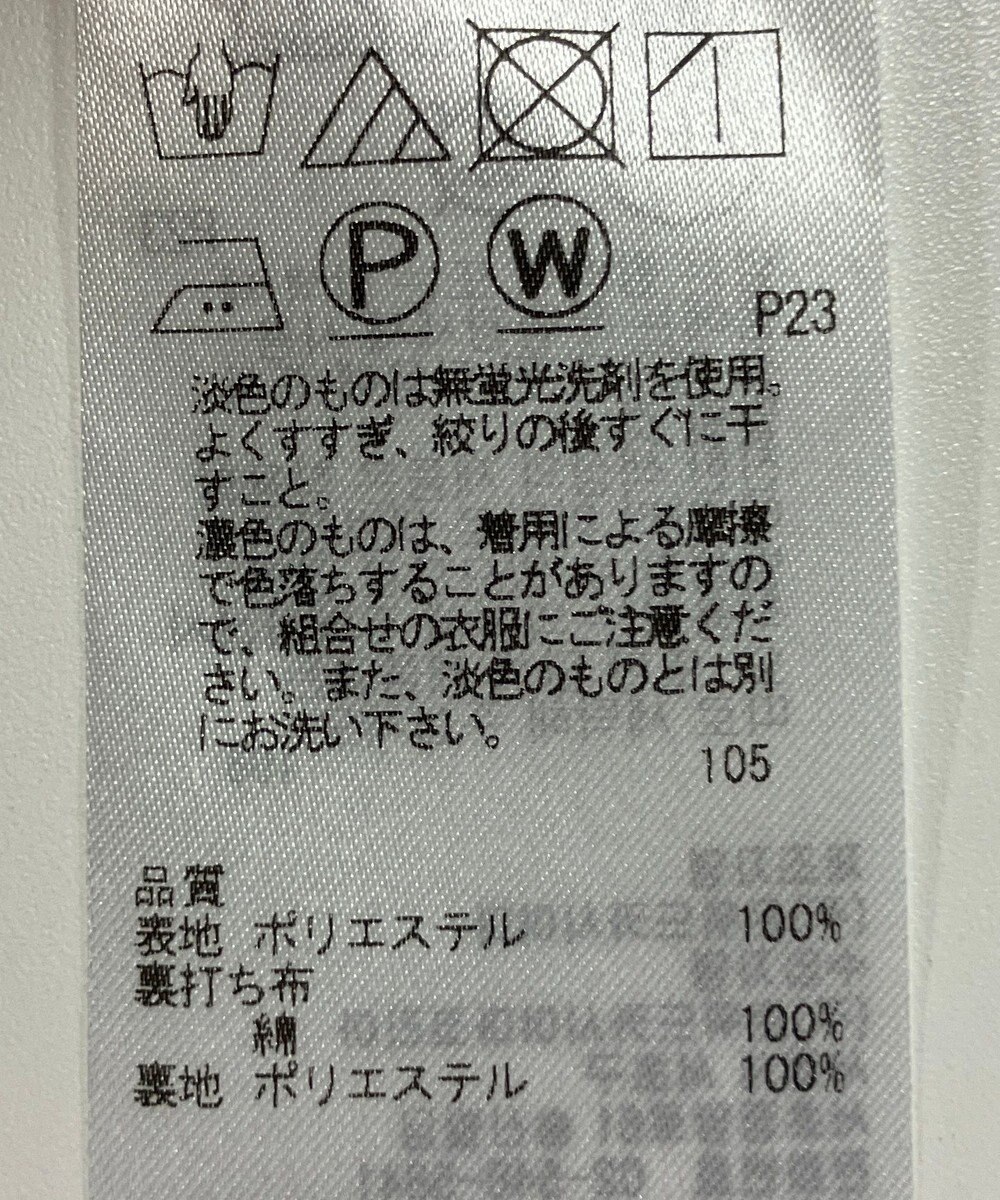 P
W
P23
淡色のものは無蛍光洗剤を使用。
よくすすぎ、絞りの後すぐに干
すこと。
濃色のものは、着用による摩擦
で色落ちすることがありますの
で、組合せの衣服にご注意くだ
さい。また、淡色のものとは別
にお洗い下さい。
105
品質
表地 ポリエステル 100%
裏打ち布
綿 100%
裏地 ポリエステル 100%